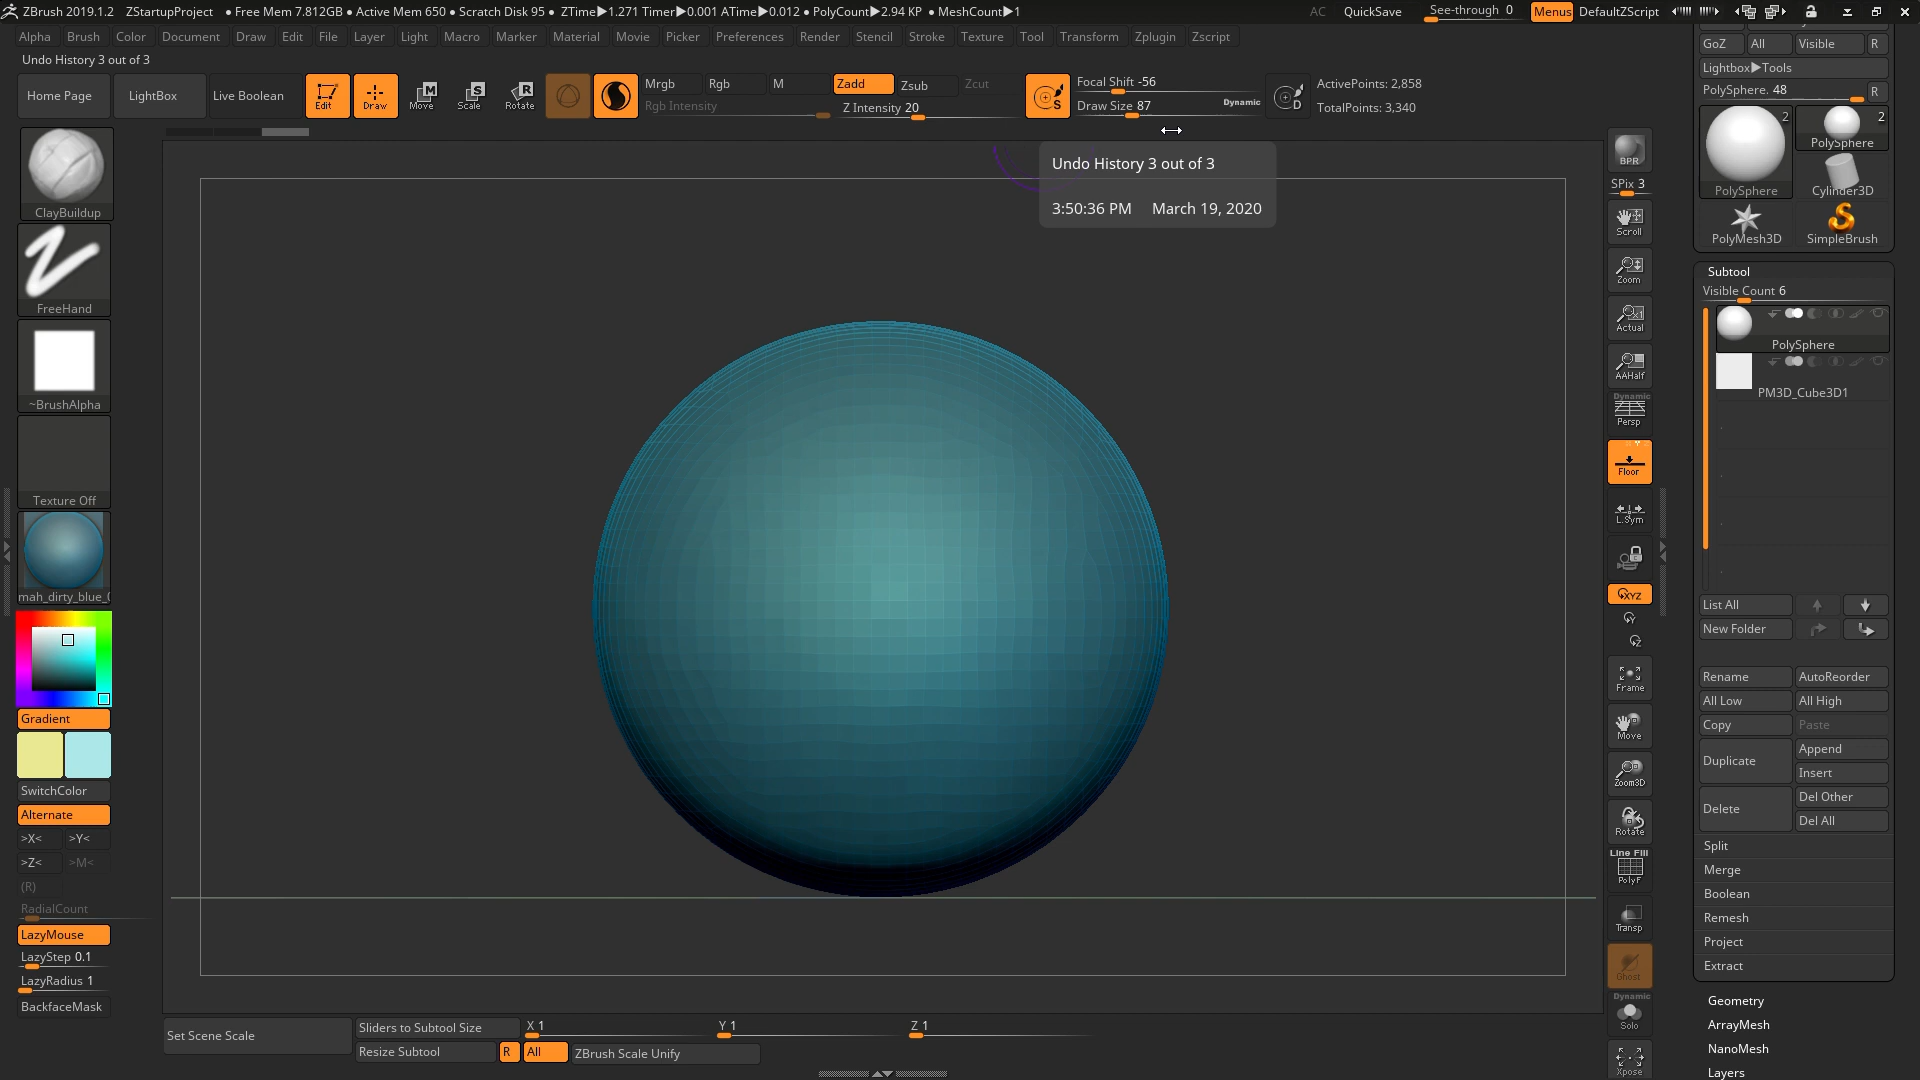 ZBrush 2019.1.2 ZStartupProject • Free Mem 7.812GB • Active Mem 650 • Scratch Disk 95 • ZTime▶1.271 Timer▶0.001 ATime▶0.012 • PolyCount▶2.94 KP • MeshCount▶1 AC QuickSave See-through 0 Menus DefaultZScript
Alpha Brush Color Document Draw Edit File Layer Light Macro Marker Material Movie Picker Preferences Render Stencil Stroke Texture Tool Transform Zplugin Zscript
Undo History 3 out of 3
Home Page LightBox Live Boolean Edit Draw Move Scale Rotate
Mrgb Rgb M Zadd Zsub Zcut
Rgb Intensity Z Intensity 20
Focal Shift -56
Draw Size 87 Dynamic
ActivePoints: 2,858
TotalPoints: 3,340
Undo History 3 out of 3
3:50:36 PM March 19, 2020
ClayBuildup
FreeHand
~BrushAlpha
Texture Off
mah_dirty_blue_
Gradient
SwitchColor
Alternate
>X< >Y<
>Z< >M<
(R)
RadialCount
LazyMouse
LazyStep 0.1
LazyRadius 1
BackfaceMask
Set Scene Scale
Sliders to Subtool Size X 1 Y 1 Z 1
Resize Subtool R All ZBrush Scale Unify
BPR
SPix 3
Scroll
Zoom
Actual
AAHalf
Dynamic
Persp
Floor
L.Sym
XYZ
Y
Z
Frame
Move
Zoom3D
Rotate
Line Fill
PolyF
Transp
Ghost
Dynamic
Solo
Xpose
GoZ All Visible R
Lightbox▶Tools
PolySphere. 48 R
2 2
PolySphere PolySphere
Cylinder3D
PolyMesh3D SimpleBrush
Subtool
Visible Count 6
PolySphere
PM3D_Cube3D1
List All
New Folder
Rename AutoReorder
All Low All High
Copy Paste
Duplicate Append
Insert
Delete Del Other
Del All
Split
Merge
Boolean
Remesh
Project
Extract
Geometry
ArrayMesh
NanoMesh
Layers